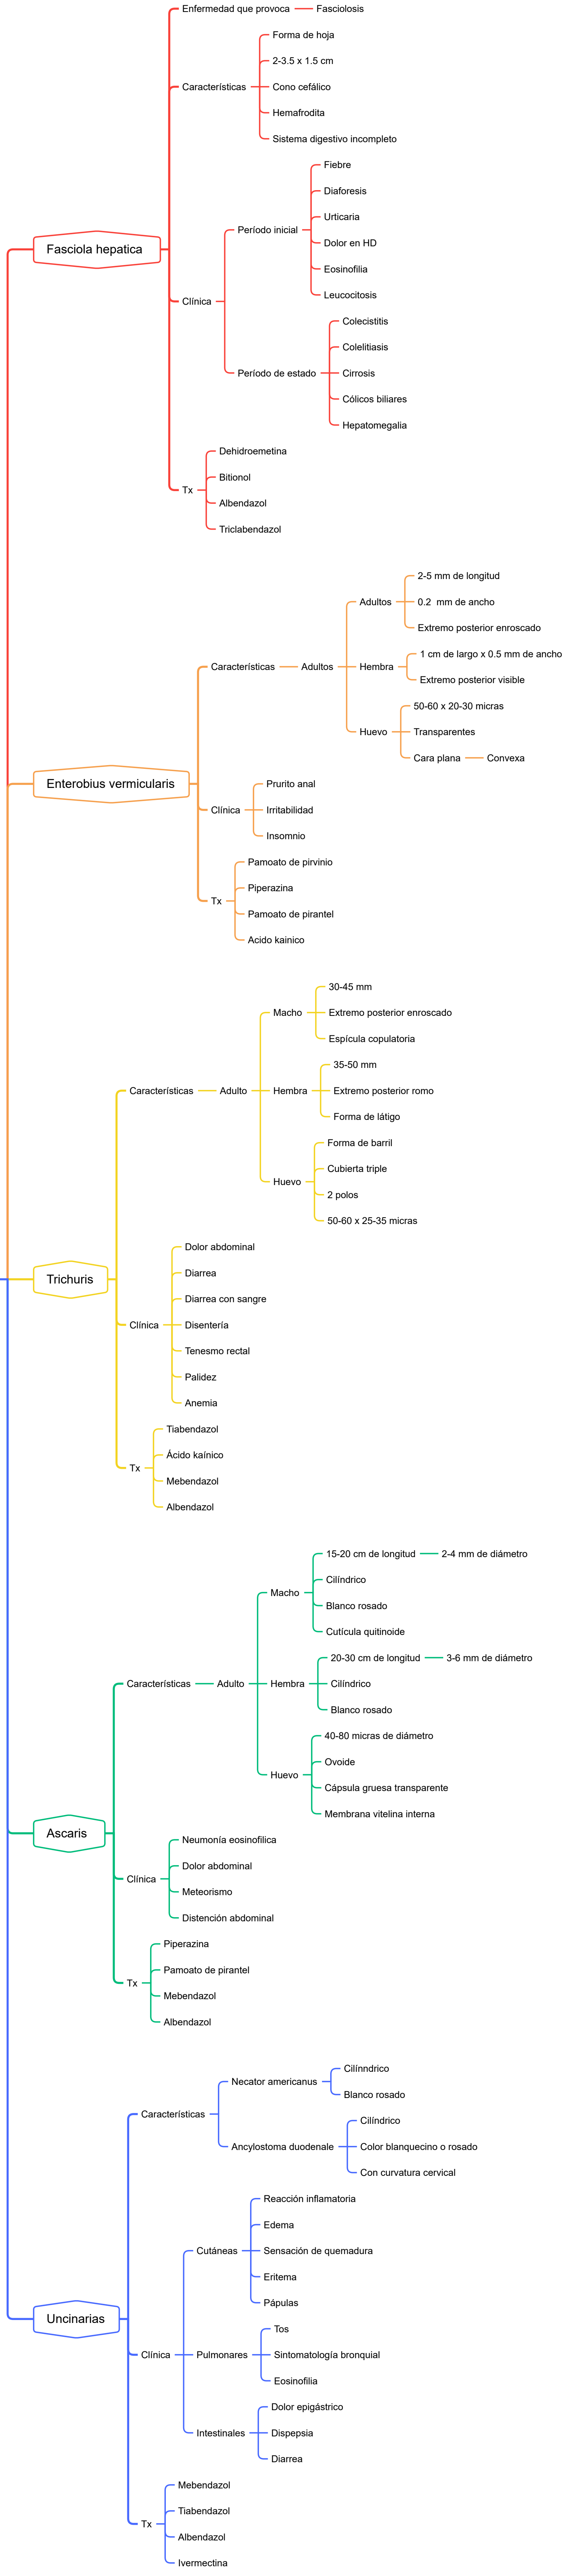 Enfermedad que provoca
Fasciolosis
Forma de hoja
2-3.5 x 1.5 cm
Características
Cono cefálico
Hemafrodita
Sistema digestivo incompleto
Fiebre
Diaforesis
Urticaria
Período inicial
Dolor en HD
Fasciola hepatica
Eosinofilia
Leucocitosis
Clínica
Colecistitis
Colelitiasis
Período de estado
Cirrosis
Cólicos biliares
Hepatomegalia
Dehidroemetina
Bitionol
Tx
Albendazol
Triclabendazol
2-5 mm de longitud
Adultos
0.2  mm de ancho
Extremo posterior enroscado
1 cm de largo x 0.5 mm de ancho
Características
Adultos
Hembra
Extremo posterior visible
50-60 x 20-30 micras
Huevo
Transparentes
Cara plana
Convexa
Enterobius vermicularis
Prurito anal
Clínica
Irritabilidad
Insomnio
Pamoato de pirvinio
Piperazina
Tx
Pamoato de pirantel
Acido kainico
30-45 mm
Macho
Extremo posterior enroscado
Espícula copulatoria
35-50 mm
Características
Adulto
Hembra
Extremo posterior romo
Forma de látigo
Forma de barril
Cubierta triple
Huevo
2 polos
50-60 x 25-35 micras
Dolor abdominal
Trichuris
Diarrea
Diarrea con sangre
Clínica
Disentería
Tenesmo rectal
Palidez
Anemia
Tiabendazol
Ácido kaínico
Tx
Mebendazol
Albendazol
15-20 cm de longitud
2-4 mm de diámetro
Cilíndrico
Macho
Blanco rosado
Cutícula quitinoide
20-30 cm de longitud
3-6 mm de diámetro
Características
Adulto
Hembra
Cilíndrico
Blanco rosado
40-80 micras de diámetro
Ovoide
Huevo
Cápsula gruesa transparente
Membrana vitelina interna
Ascaris
Neumonía eosinofilica
Dolor abdominal
Clínica
Meteorismo
Distención abdominal
Piperazina
Pamoato de pirantel
Tx
Mebendazol
Albendazol
Cilínndrico
Necator americanus
Blanco rosado
Características
Cilíndrico
Ancylostoma duodenale
Color blanquecino o rosado
Con curvatura cervical
Reacción inflamatoria
Edema
Cutáneas
Sensación de quemadura
Eritema
Pápulas
Uncinarias
Tos
Clínica
Pulmonares
Sintomatología bronquial
Eosinofilia
Dolor epigástrico
Intestinales
Dispepsia
Diarrea
Mebendazol
Tiabendazol
Tx
Albendazol
Ivermectina